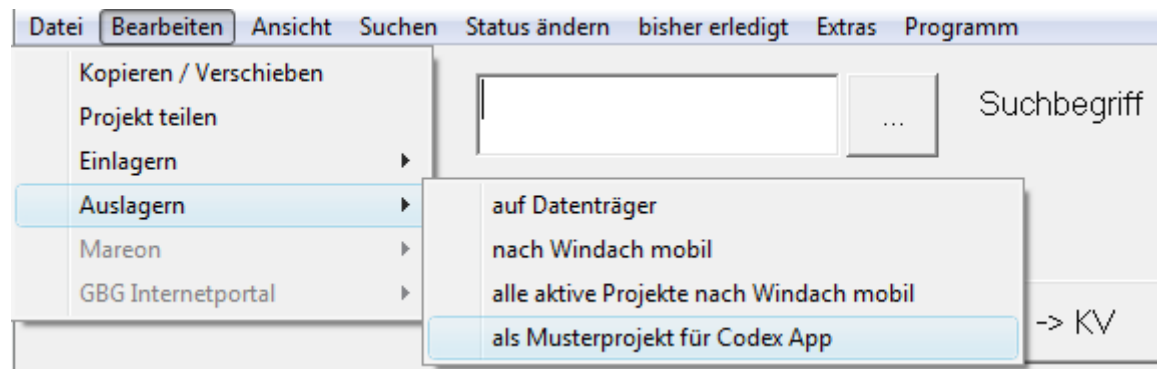 Datei Bearbeiten Ansicht Suchen Status ändern bisher erledigt Extras Programm
Kopieren / Verschieben
Projekt teilen
Einlagern
Auslagern
Mareon
GBG Internetportal
... Suchbegriff
auf Datenträger
nach Windach mobil
alle aktive Projekte nach Windach mobil
als Musterprojekt für Codex App
-> KV